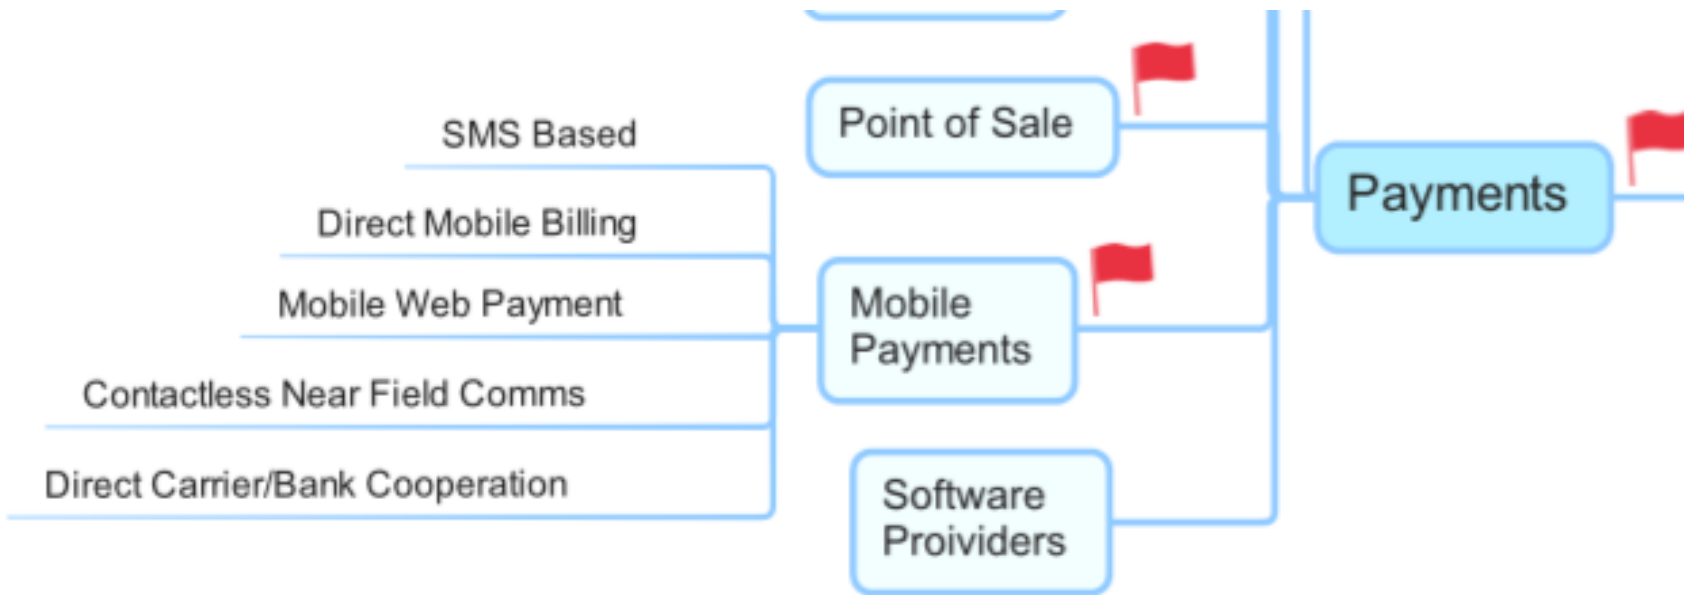 Point of Sale
SMS Based
Payments
Direct Mobile Billing
Mobile Web Payment
Mobile
Payments
Contactless Near Field Comms
Direct Carrier/Bank Cooperation
Software
Proividers